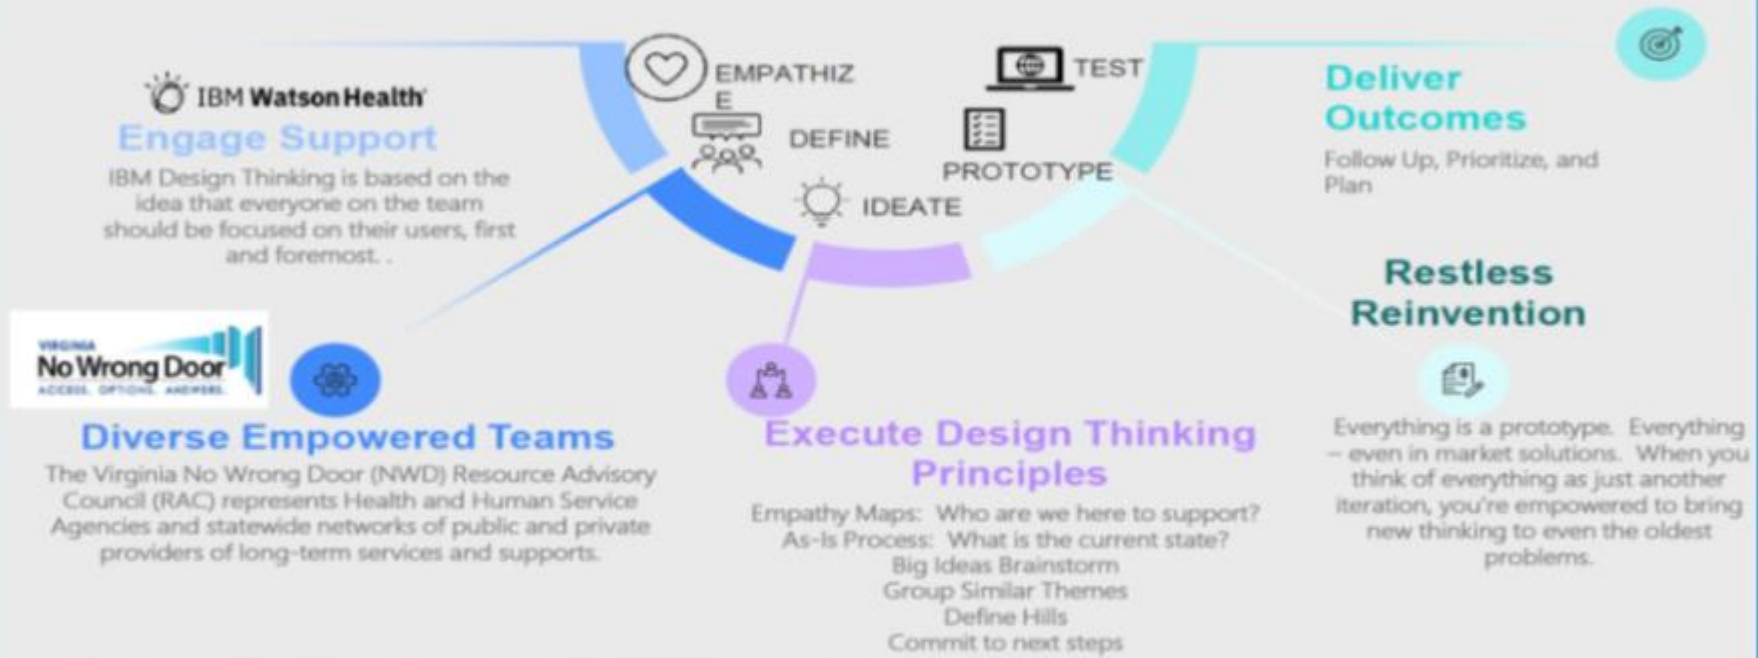 IBM Watson Health
Engage Support
IBM Design Thinking is based on the
idea that everyone on the team
should be focused on their users, first
and foremost. .
EMPATHIZ
E
DEFINE
IDEATE
PROTOTYPE
TEST
Deliver
Outcomes
Follow Up, Prioritize, and
Plan
VIRGINIA
No Wrong Door
ACCESS. OPTIONS. ANSWERS.
Diverse Empowered Teams
The Virginia No Wrong Door (NWD) Resource Advisory
Council (RAC) represents Health and Human Service
Agencies and statewide networks of public and private
providers of long-term services and supports.
Execute Design Thinking
Principles
Empathy Maps: Who are we here to support?
As-Is Process: What is the current state?
Big Ideas Brainstorm
Group Similar Themes
Define Hills
Commit to next steps
Restless
Reinvention
Everything is a prototype. Everything
– even in market solutions. When you
think of everything as just another
iteration, you're empowered to bring
new thinking to even the oldest
problems.